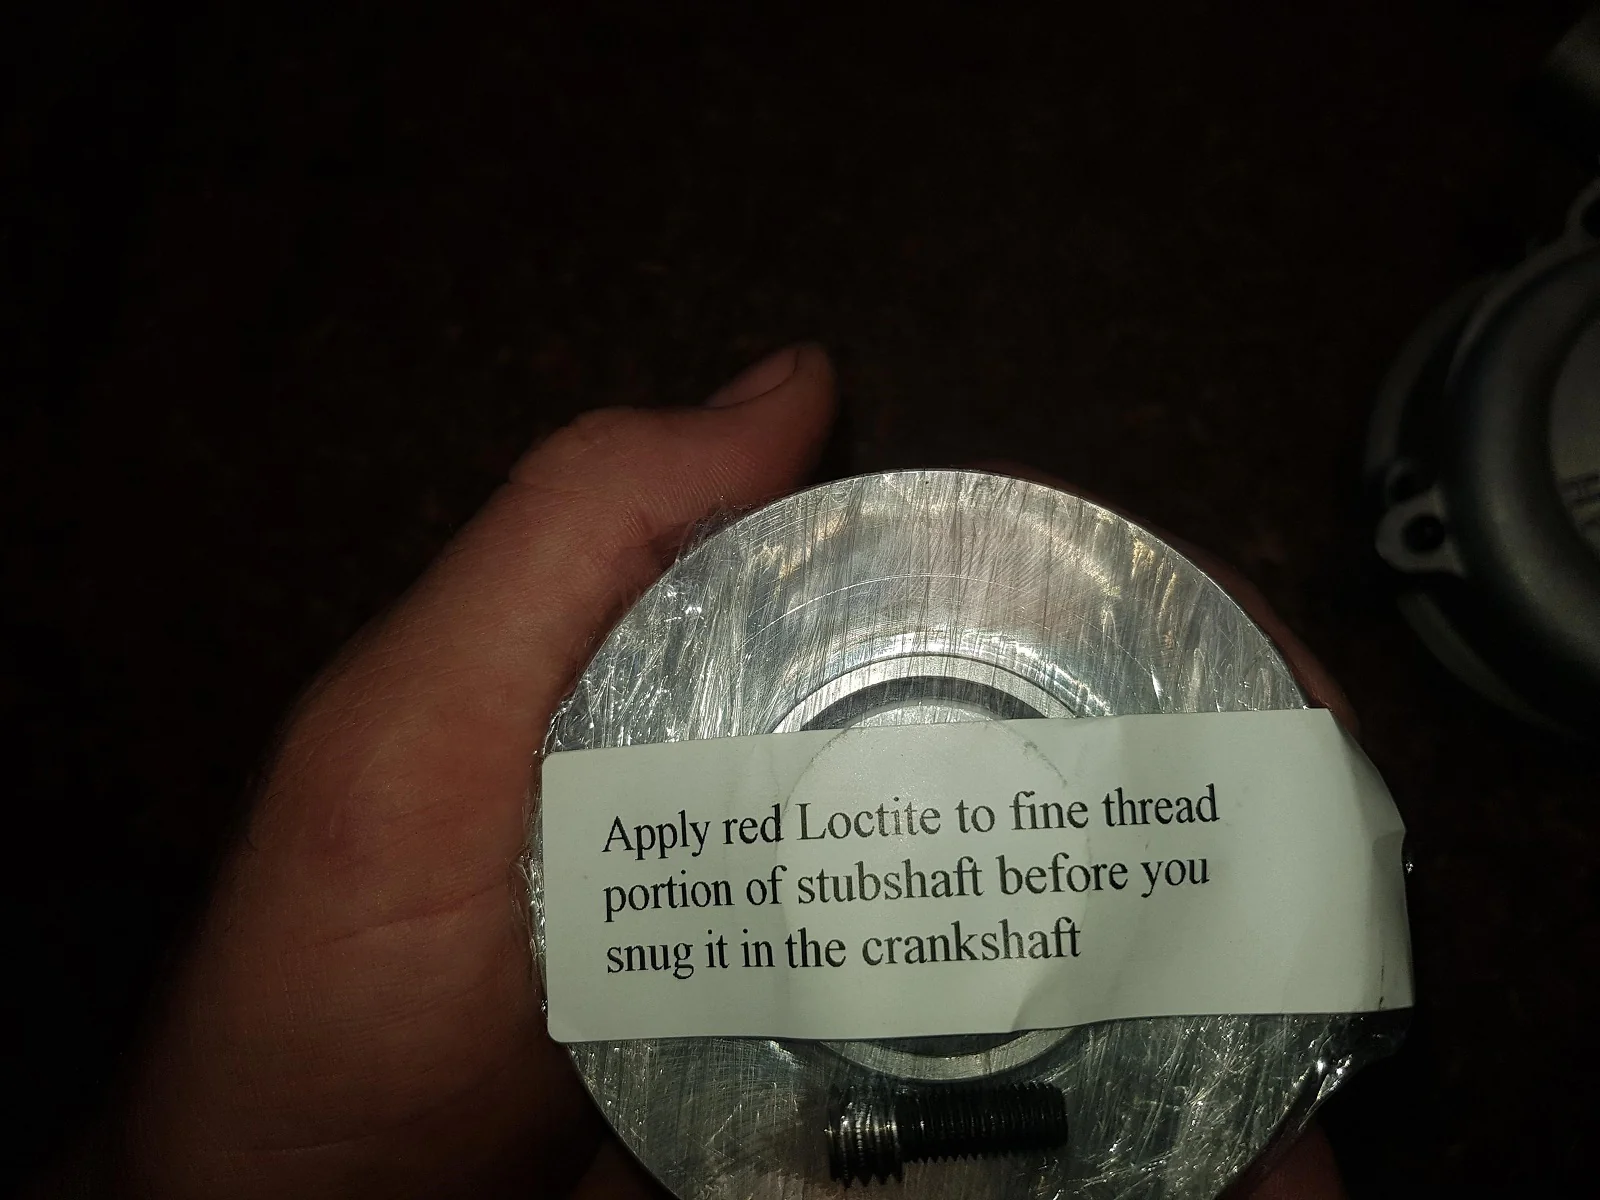 Apply red Loctite to fine thread
portion of stubshaft before you
snug it in the crankshaft